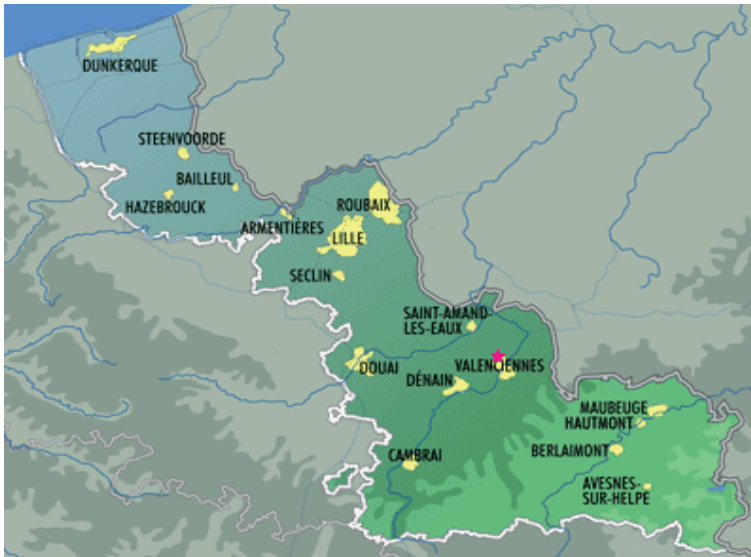 DUNKERQUE
STEENVOORDE
BAILLEUL
HAZEBROUCK
ROUBAIX
ARMENTIÉRES
LILLE
SECLIN
SAINT-AMAND-
LES-EAUX
VALENCIENNES
DOUAI
DÉNAIN
MAUBEUGE
HAUTMONT
BERLAIMONT
CAMBRAI
AVESNES-
SUR-HELPE